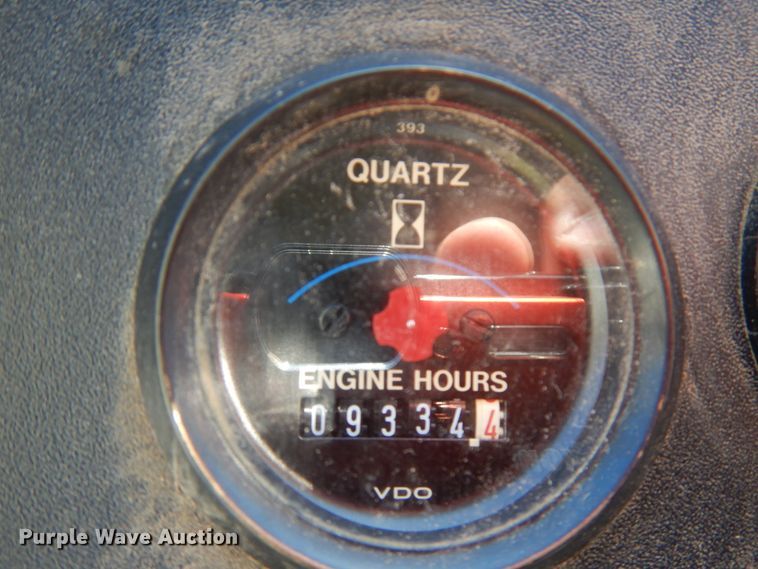 393
QUARTZ
ENGINE HOURS
093344
VDO
Purple Wave Auction